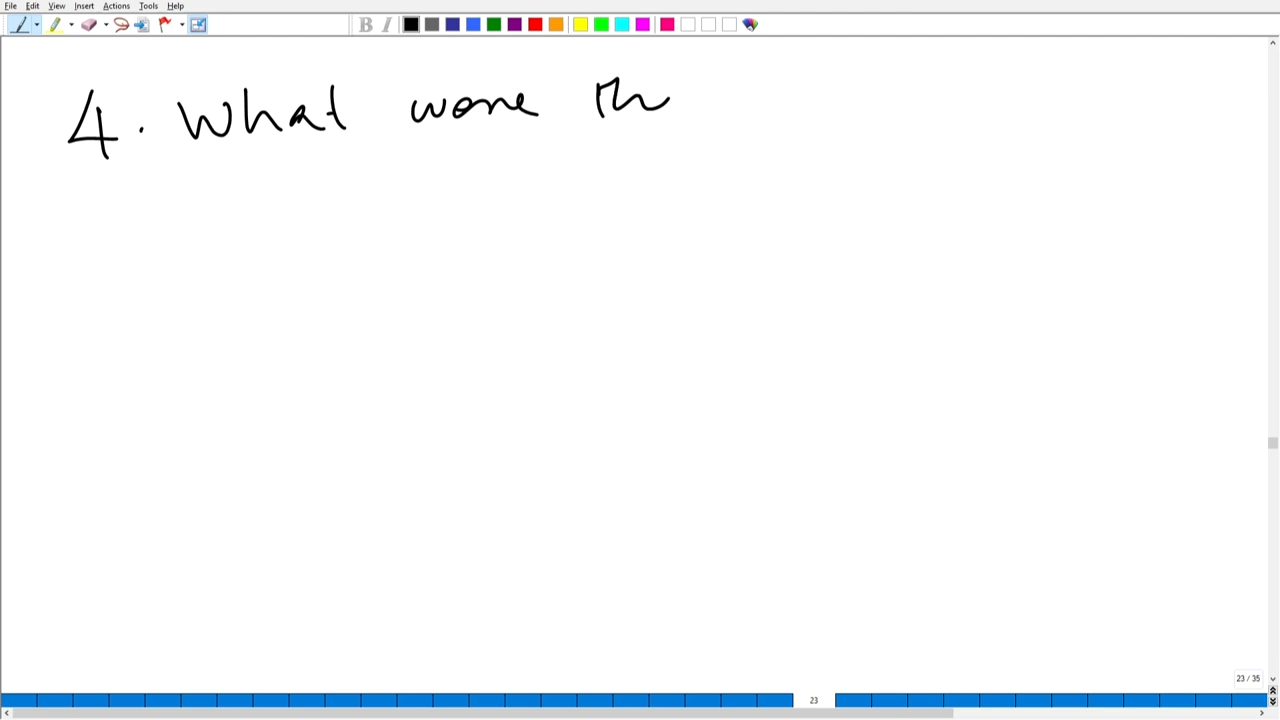 File Edit View Insert Actions Tools Help
B I
4. What were th
23 / 35
23